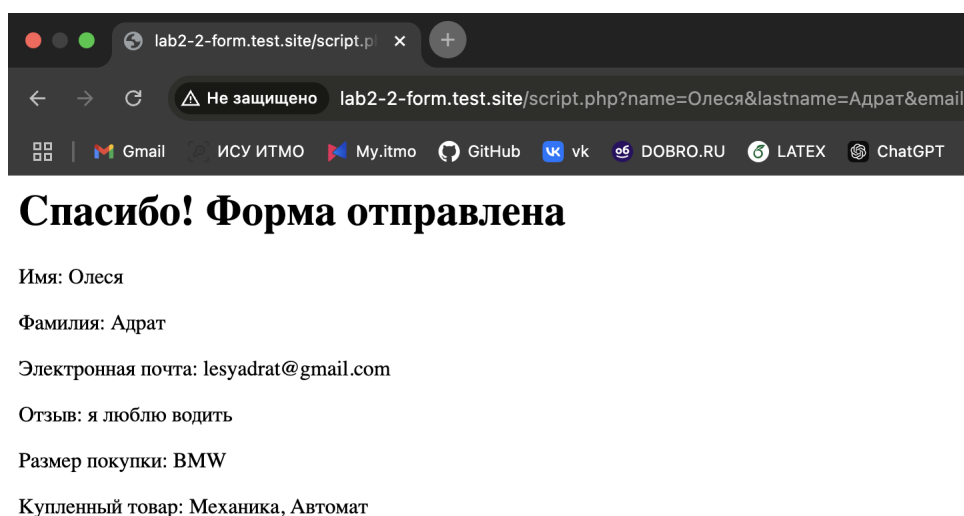 lab2-2-form.test.site/script.p
Не защищено lab2-2-form.test.site/script.php?name=Олеся&lastname=Адрат&email
Gmail ИСУ ИТМО My.itmo GitHub vk DOBRO.RU LATEX ChatGPT
Спасибо! Форма отправлена
Имя: Олеся
Фамилия: Адрат
Электронная почта: lesyadrat@gmail.com
Отзыв: я люблю водить
Размер покупки: BMW
Купленный товар: Механика, Автомат